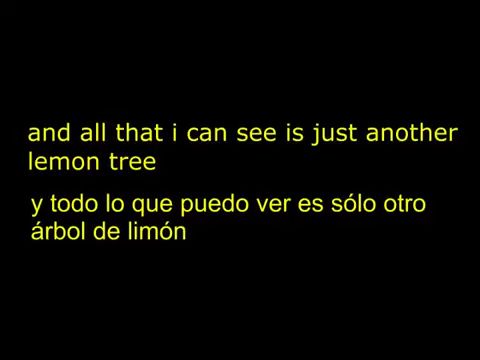 and all that i can see is just another
lemon tree
y todo lo que puedo ver es sólo otro
árbol de limón